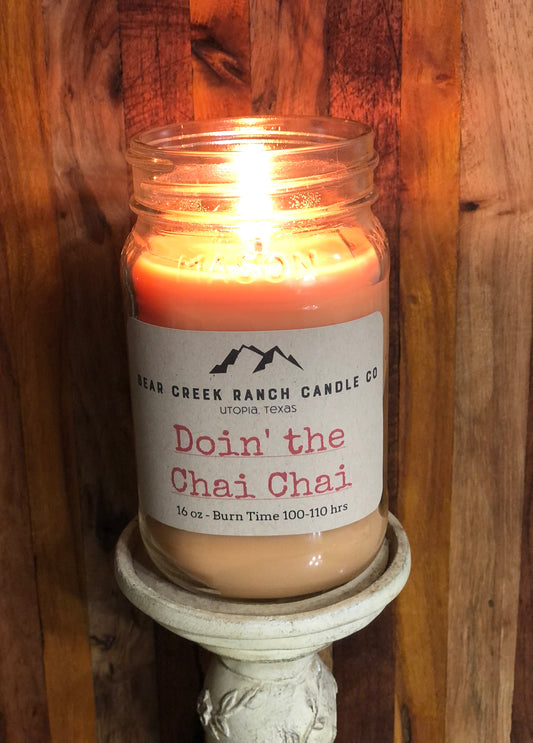 MASON
BEAR CREEK RANCH CANDLE CO
UTOPIA, TEXAS
Doin' the
Chai Chai
16 oz - Burn Time 100-110 hrs